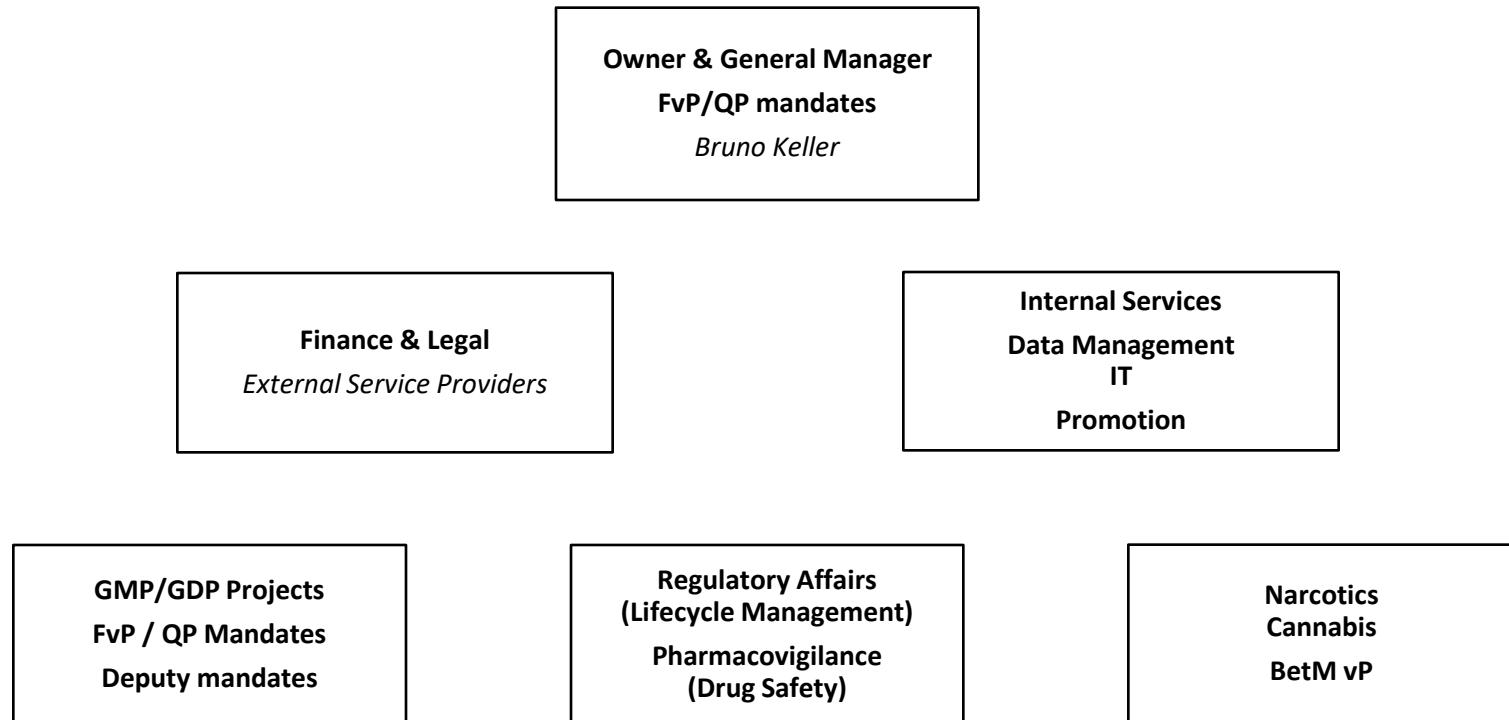 Owner & General Manager
FvP/QP mandates
Bruno Keller
Finance & Legal
External Service Providers
Internal Services
Data Management
IT
Promotion
GMP/GDP Projects
FvP / QP Mandates
Deputy mandates
Regulatory Affairs
(Lifecycle Management)
Pharmacovigilance
(Drug Safety)
Narcotics
Cannabis
BetM vP